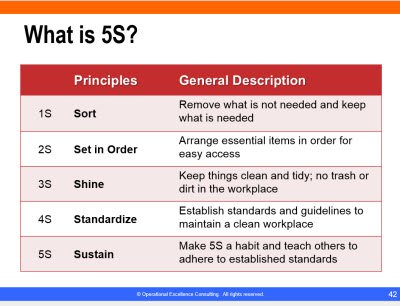 What is 5S?
Principles General Description
1S Sort Remove what is not needed and keep
what is needed
2S Set in Order Arrange essential items in order for
easy access
3S Shine Keep things clean and tidy; no trash or
dirt in the workplace
4S Standardize Establish standards and guidelines to
maintain a clean workplace
5S Sustain Make 5S a habit and teach others to
adhere to established standards
© Operational Excellence Consulting. All rights reserved.
42